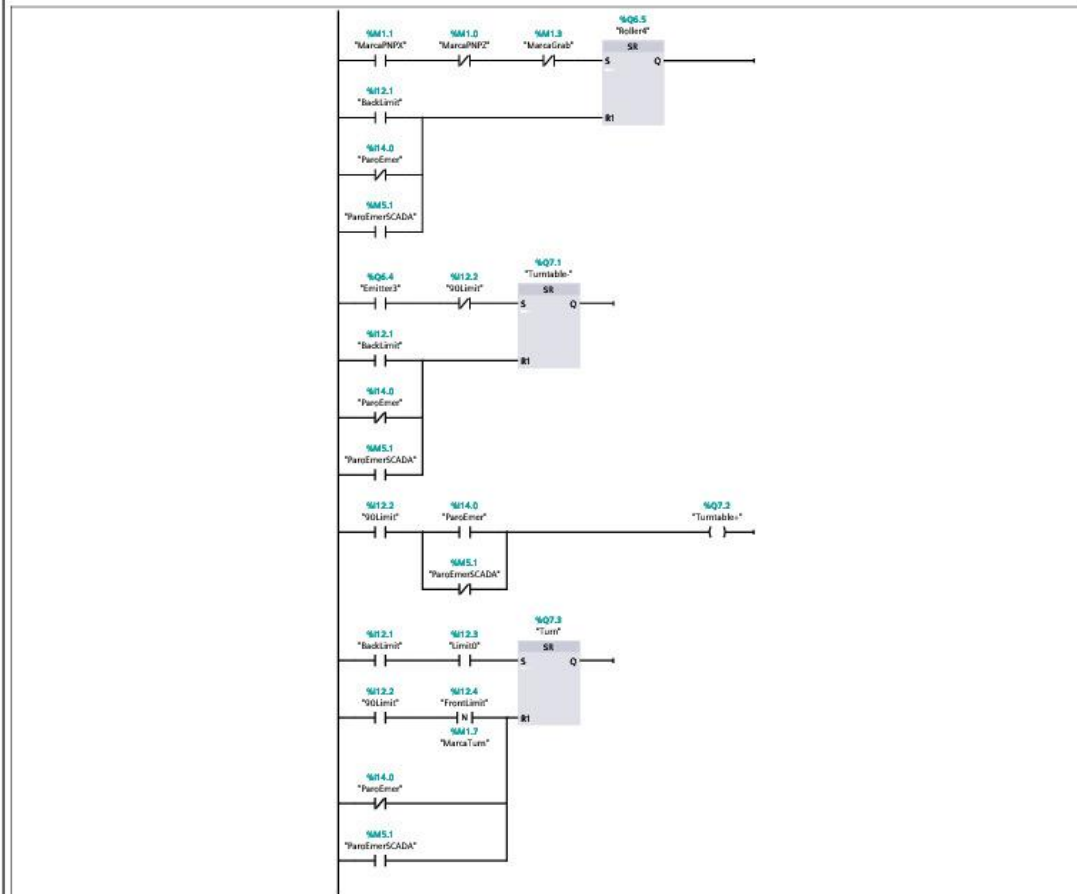 %Q6.5
"Roller4"
%M1.1 %M1.0 %M1.3
"MarcaPNPX" "MarcaPNPZ" "MarcaGrab" SR
S Q
%I12.1
"BackLimit"
R1
%I14.0
"ParoEmer"
%M5.1
"ParoEmerSCADA"
%Q7.1
"Turntable-"
%Q6.4 %I12.2
"Emitter3" "90Limit" SR
S Q
%I12.1
"BackLimit"
R1
%I14.0
"ParoEmer"
%M5.1
"ParoEmerSCADA"
%I12.2 %I14.0 %Q7.2
"90Limit" "ParoEmer" "Turntable+"
%M5.1
"ParoEmerSCADA"
%Q7.3
"Turn"
%I12.1 %I12.3
"BackLimit" "Limit0" SR
S Q
%I12.2 %I12.4
"90Limit" "FrontLimit"
N R1
%M1.7
"MarcaTurn"
%I14.0
"ParoEmer"
%M5.1
"ParoEmerSCADA"